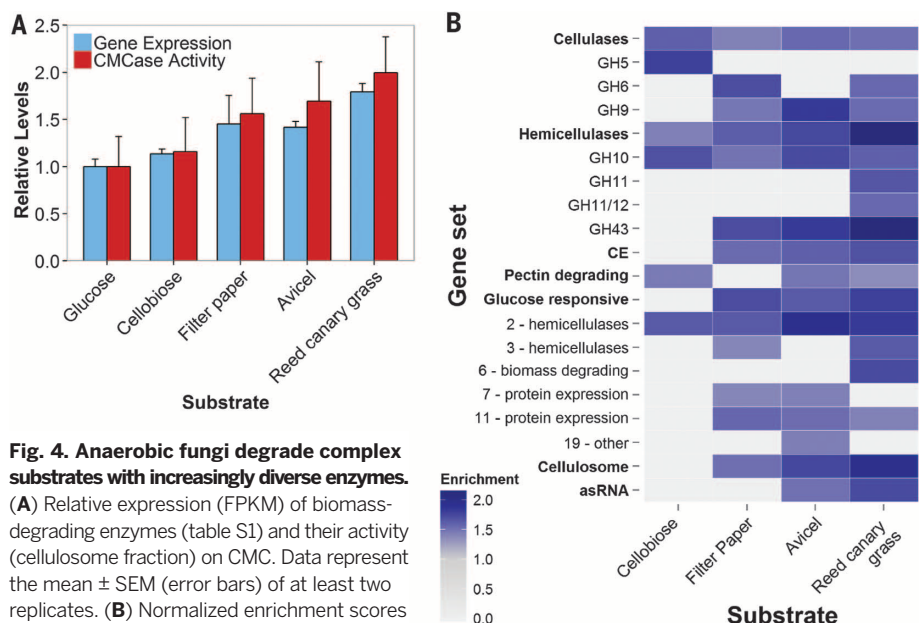 A
2.5
2.0
1.5
1.0
0.5
0.0
Relative Levels
Gene Expression
CMCase Activity
Glucose
Cellobiose
Filter paper
Avicel
Reed canary grass
Substrate
Fig. 4. Anaerobic fungi degrade complex
substrates with increasingly diverse enzymes.
(A) Relative expression (FPKM) of biomass-
degrading enzymes (table S1) and their activity
(cellulosome fraction) on CMC. Data represent
the mean ± SEM (error bars) of at least two
replicates. (B) Normalized enrichment scores
B
Gene set
Cellulases
GH5
GH6
GH9
Hemicellulases
GH10
GH11
GH11/12
GH43
CE
Pectin degrading
Glucose responsive
2 - hemicellulases
3 - hemicellulases
6 - biomass degrading
7 - protein expression
11 - protein expression
19 - other
Cellulosome
asRNA
Enrichment
2.0
1.5
1.0
0.5
0.0
Cellobiose
Filter Paper
Avicel
Reed canary
grass
Substrate